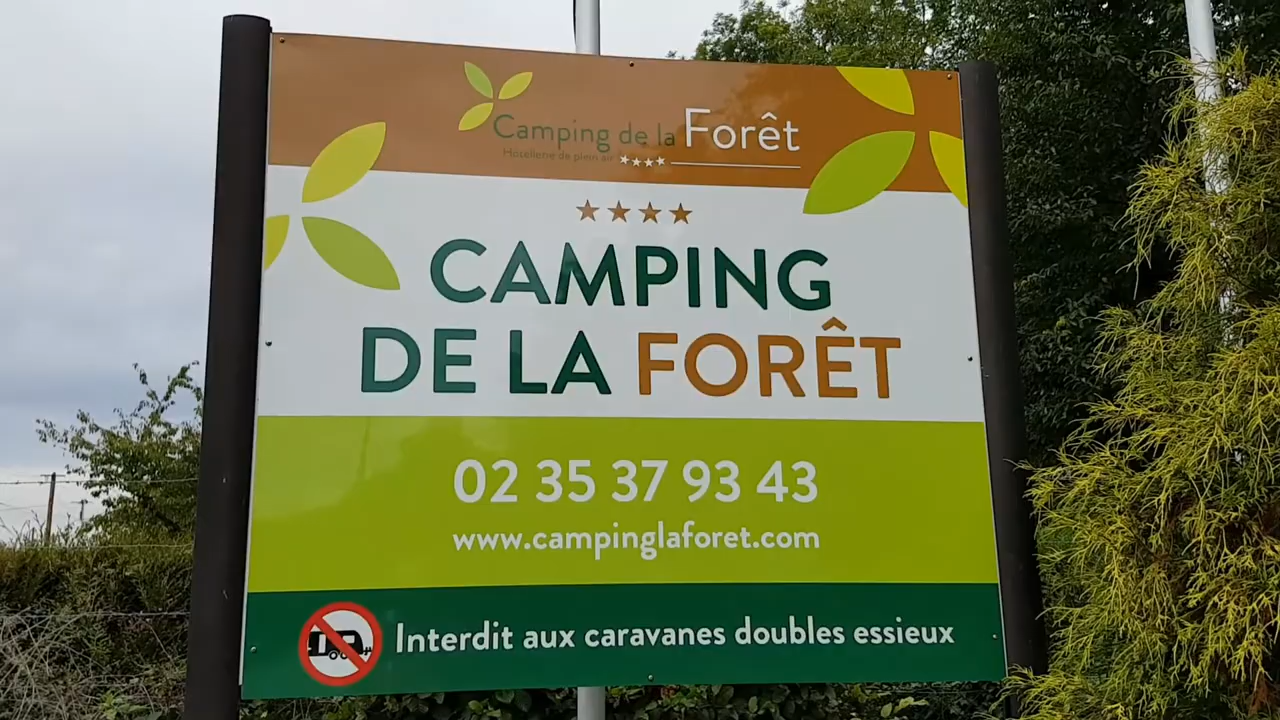 Camping de la Forêt
Hôtellerie de plein air
CAMPING
DE LA FORÊT
02 35 37 93 43
www.campinglaforet.com
Interdit aux caravanes doubles essieux